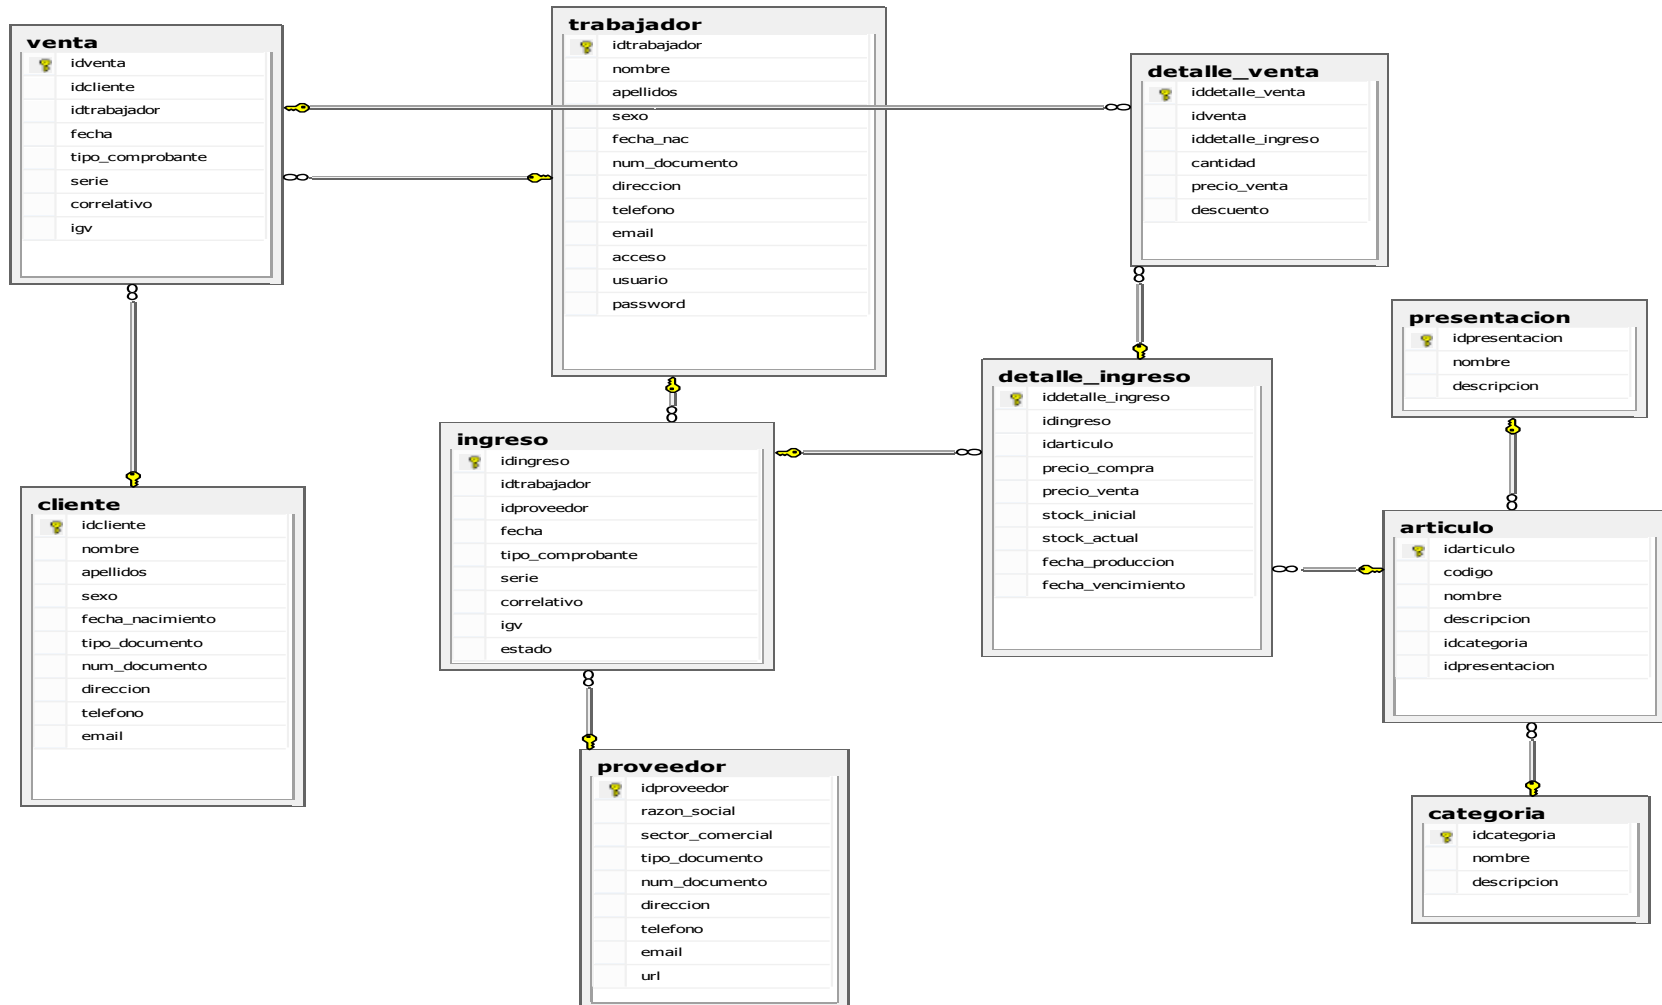 venta
idventa
idcliente
idtrabajador
fecha
tipo_comprobante
serie
correlativo
igv
trabajador
idtrabajador
nombre
apellidos
sexo
fecha_nac
num_documento
direccion
telefono
email
acceso
usuario
password
detalle_venta
iddetalle_venta
idventa
iddetalle_ingreso
cantidad
precio_venta
descuento
presentacion
idpresentacion
nombre
descripcion
detalle_ingreso
iddetalle_ingreso
idingreso
idarticulo
precio_compra
precio_venta
stock_inicial
stock_actual
fecha_produccion
fecha_vencimiento
ingreso
idingreso
idtrabajador
idproveedor
fecha
tipo_comprobante
serie
correlativo
igv
estado
cliente
idcliente
nombre
apellidos
sexo
fecha_nacimiento
tipo_documento
num_documento
direccion
telefono
email
articulo
idarticulo
codigo
nombre
descripcion
idcategoria
idpresentacion
proveedor
idproveedor
razon_social
sector_comercial
tipo_documento
num_documento
direccion
telefono
email
url
categoria
idcategoria
nombre
descripcion